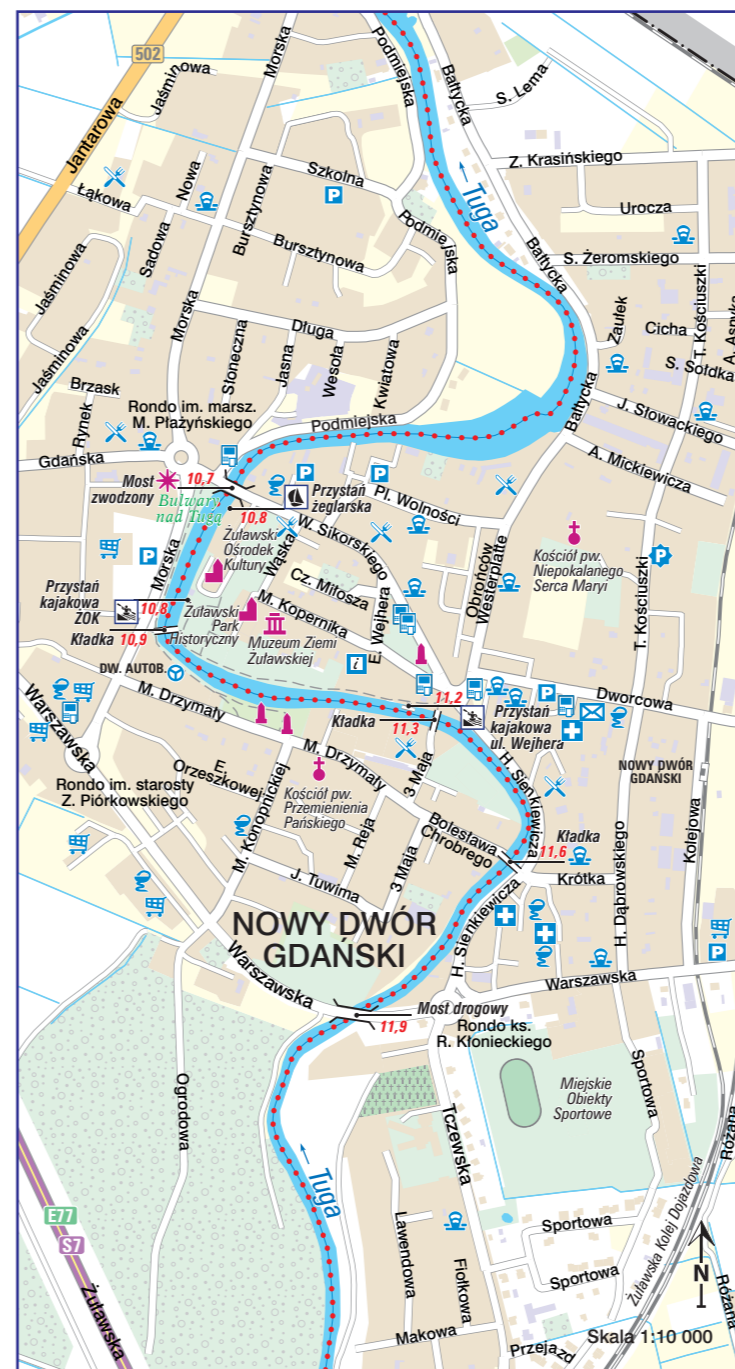 502
Jaśminowa
Morska
Podmiejska
Bałtycka
S. Lema
Jantarowa
Nowa
Szkolna
P
Z. Krasińskiego
Łąkowa
← Tuga
Urocza
Sadowa
Bursztynowa
Bursztynowa
Podmiejska
Bałtycka
S. Żeromskiego
Jaśminowa
Morska
Długa
Zaułek
Cicha
T. Kościuszki
A. Asnyka
Jaśminowa
Słoneczna
Jasna
Wesoła
Kwiatowa
S. Sołdka
Brzask
Rynek
Rondo im. marsz.
M. Płażyńskiego
Podmiejska
Bałtycka
J. Słowackiego
Gdańska
A. Mickiewicza
Most
zwodzony
10,7
Bulwary
nad Tugą
P
P
Przystań
żeglarska
10,8
Pl. Wolności
W. Sikorskiego
Żuławski
Ośrodek
Kultury
Wąska
Obrońców
Westerplatte
Kościół pw.
Niepokalanego
Serca Maryi
P
P
Morska
Cz. Miłosza
T. Kościuszki
Przystań
kajakowa
ŻOK
10,8
Żuławski
Park
Historyczny
M. Kopernika
E. Wejhera
Kładka 10,9
Muzeum Ziemi
Żuławskiej
i
DW. AUTOB.
Warszawska
M. Drzymały
11,2
P
Dworcowa
Kładka
11,3
Przystań
kajakowa
ul. Wejhera
M. Drzymały
3 Maja
H. Sienkiewicza
NOWY DWÓR
GDAŃSKI
Rondo im. starosty
Z. Piórkowskiego
E.
Orzeszkowej
M. Konopnickiej
Kościół pw.
Przemienienia
Pańskiego
Kolejowa
M. Reja
Bolesława
Chrobrego
Kładka
11,6
3 Maja
J. Tuwima
Krótka
H. Dąbrowskiego
NOWY DWÓR
GDAŃSKI
H. Sienkiewicza
P
Warszawska
Warszawska
Most drogowy
11,9
Rondo ks.
R. Kłonieckiego
Ogrodowa
Miejskie
Obiekty
Sportowe
Sportowa
Tczewska
Różana
← Tuga
E77
S7
Żuławska
Żuławska Kolej Dojazdowa
Lawendowa
Fiołkowa
Sportowa
Sportowa
N
Różana
Makowa
Przejazd
Skala 1:10 000